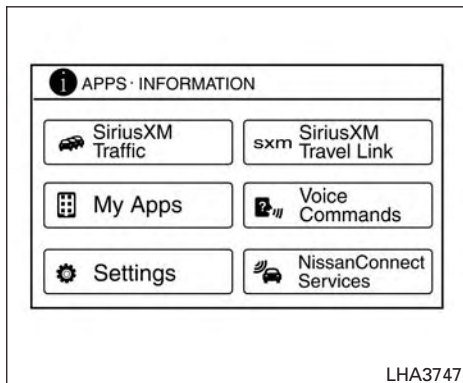 i APPS · INFORMATION
SiriusXM
Traffic
sxm SiriusXM
Travel Link
My Apps
? Voice
Commands
Settings
NissanConnect
Services
LHA3747